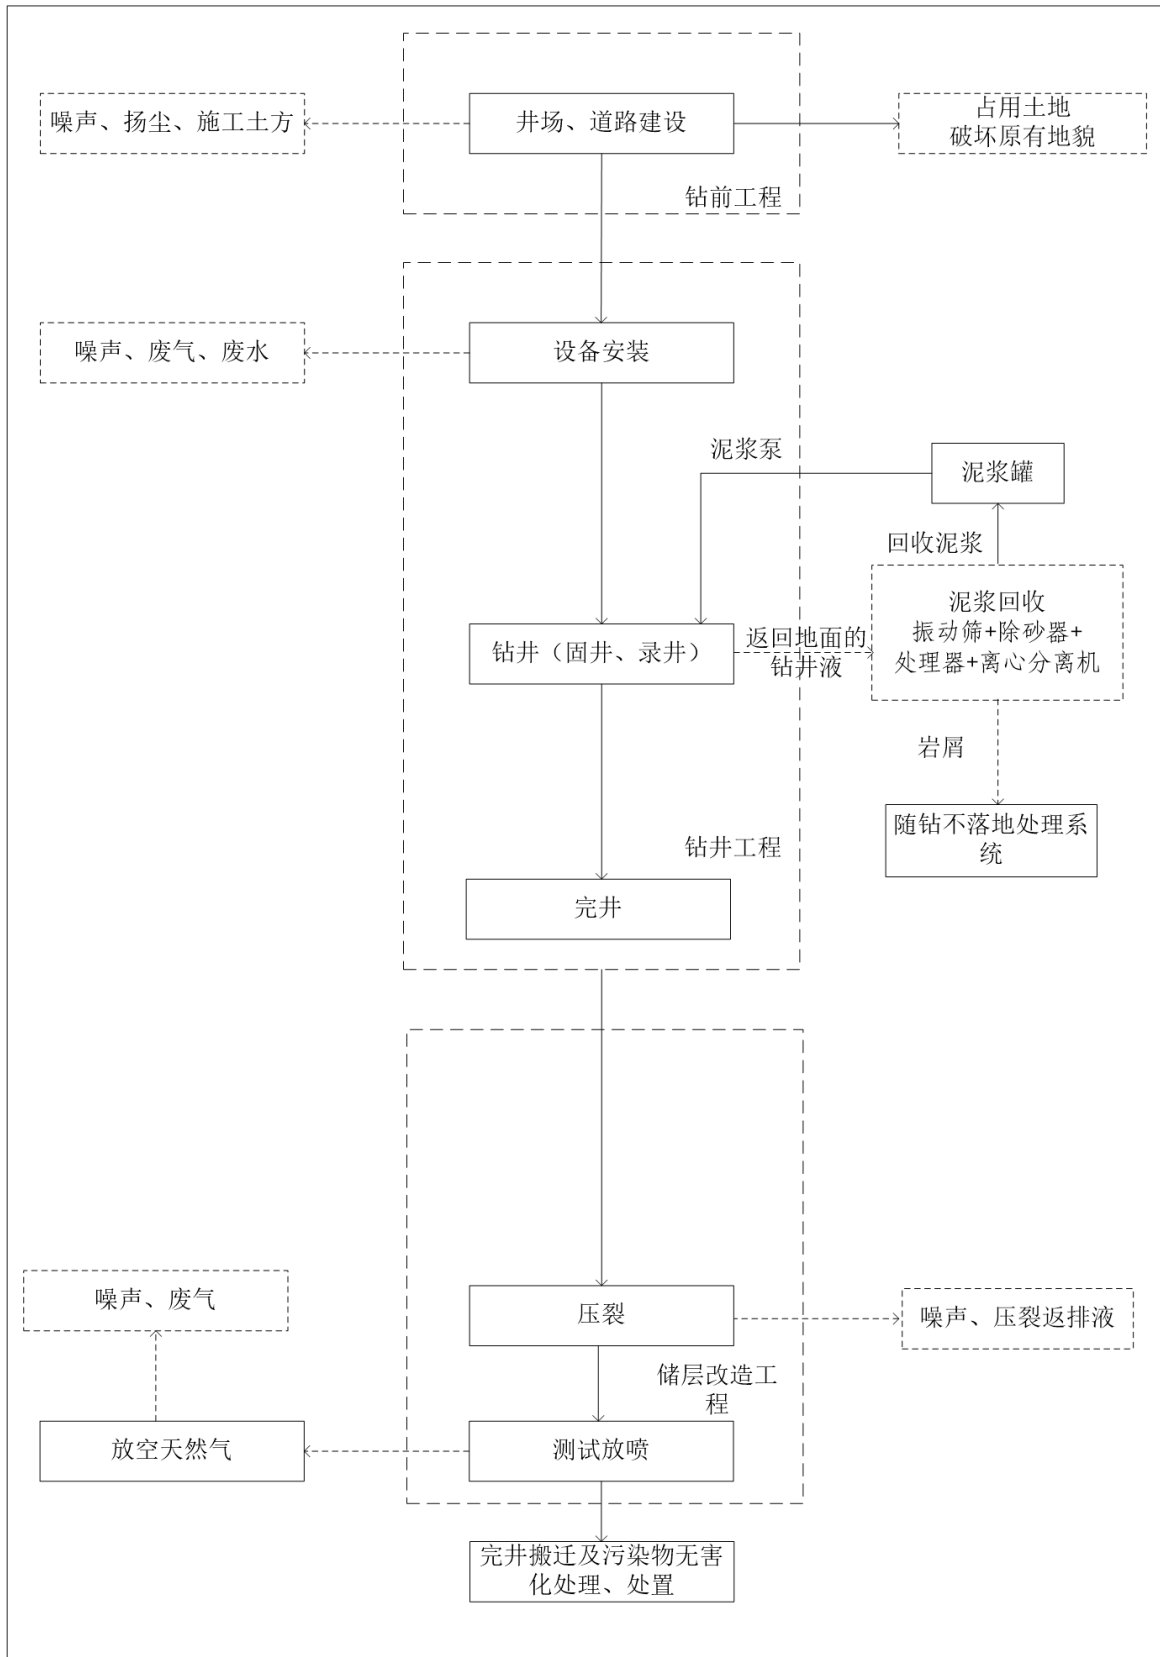 噪声、扬尘、施工土方
井场、道路建设
占用土地
破坏原有地貌
钻前工程
噪声、废气、废水
设备安装
泥浆泵
泥浆罐
回收泥浆
泥浆回收
振动筛+除砂器+
处理器+离心分离机
钻井（固井、录井）
返回地面的
钻井液
岩屑
随钻不落地处理系
统
钻井工程
完井
噪声、废气
压裂
噪声、压裂返排液
储层改造工
程
放空天然气
测试放喷
完井搬迁及污染物无害
化处理、处置